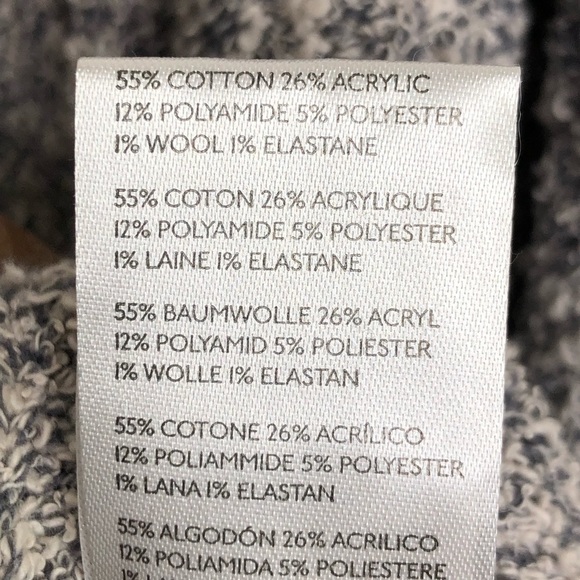 55% COTTON 26% ACRYLIC
12% POLYAMIDE 5% POLYESTER
1% WOOL 1% ELASTANE
55% COTON 26% ACRYLIQUE
12% POLYAMIDE 5% POLYESTER
1% LAINE 1% ELASTANE
55% BAUMWOLLE 26% ACRYL
12% POLYAMID 5% POLIESTER
1% WOLLE 1% ELASTAN
55% COTONE 26% ACRÍLICO
12% POLIAMMIDE 5% POLYESTER
1% LANA 1% ELASTAN
55% ALGODÓN 26% ACRILICO
12% POLIAMIDA 5% POLIESTERE
1%